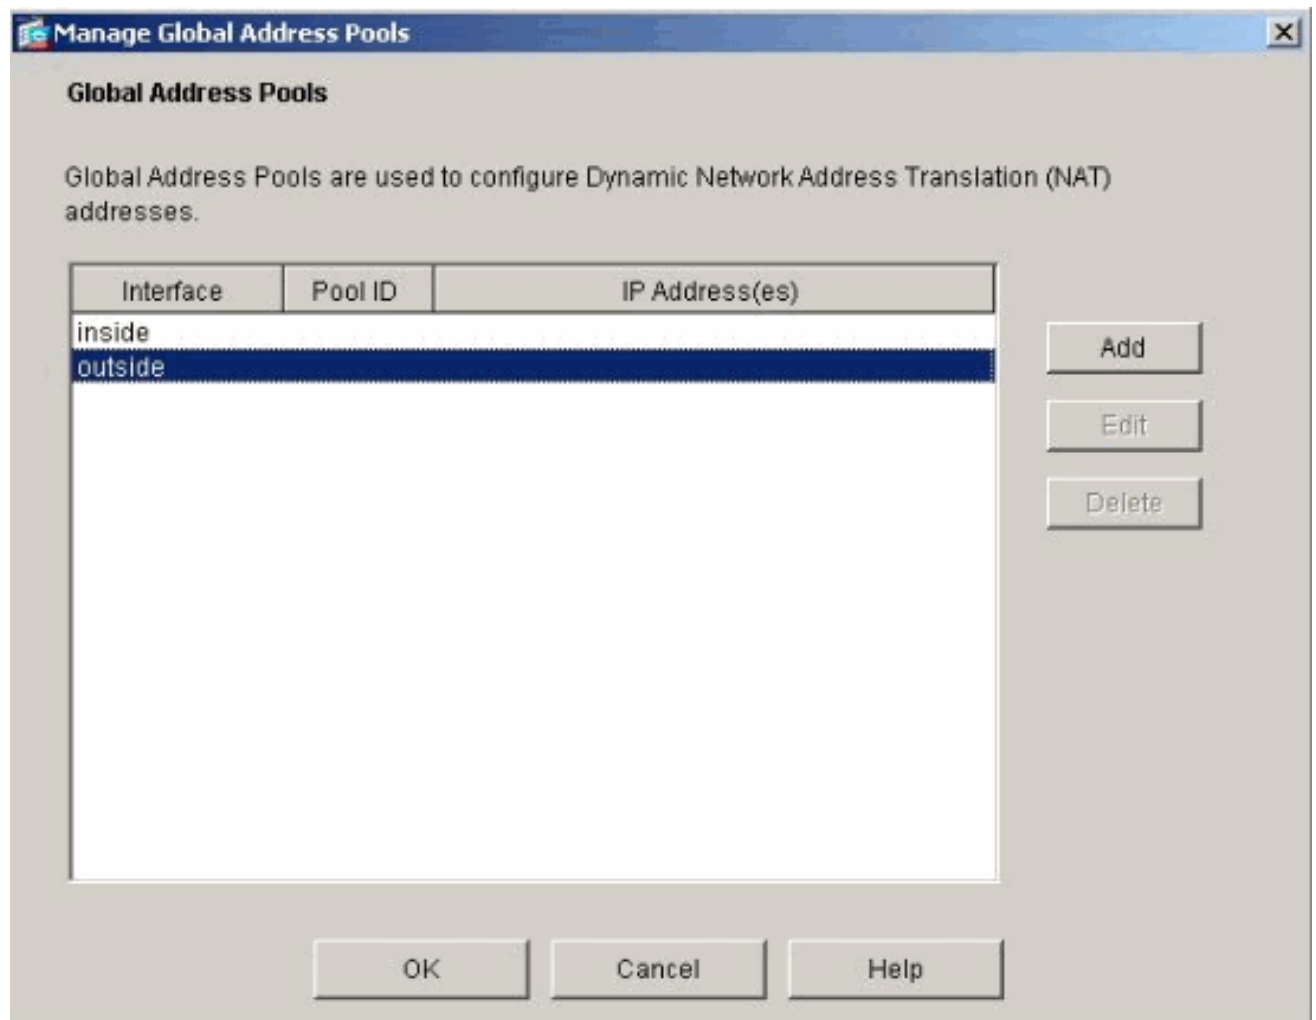 Manage Global Address Pools
Global Address Pools
Global Address Pools are used to configure Dynamic Network Address Translation (NAT)
addresses.
Interface Pool ID IP Address(es)
inside
outside
Add
Edit
Delete
OK Cancel Help